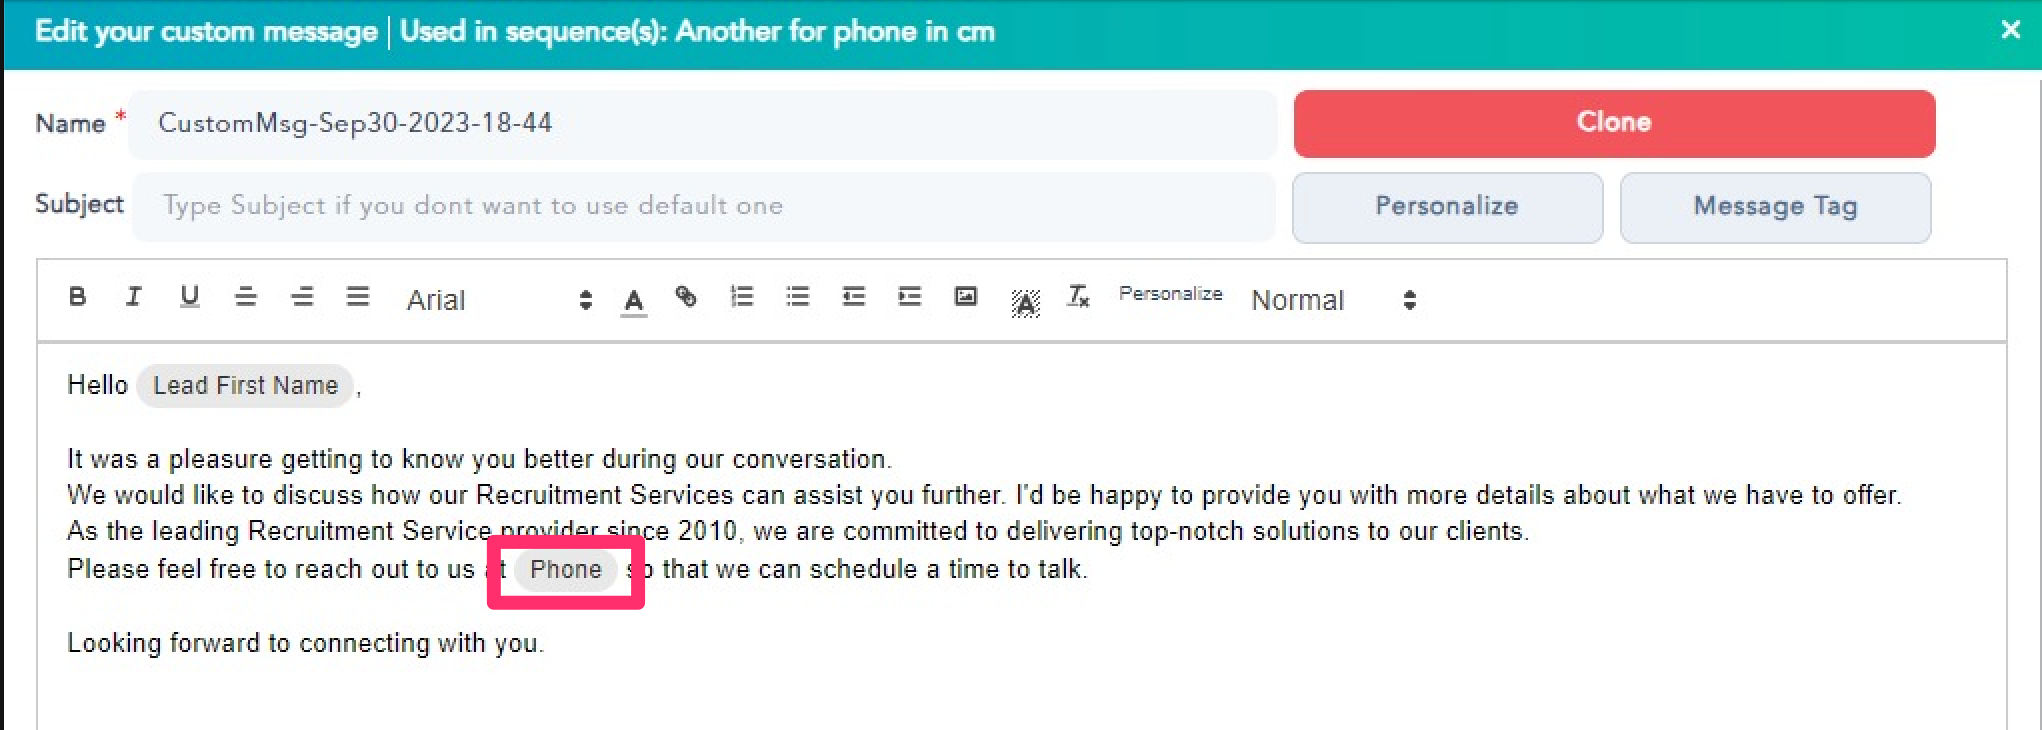 Edit your custom message | Used in sequence(s): Another for phone in cm
Name * CustomMsg-Sep30-2023-18-44 Clone
Subject Type Subject if you dont want to use default one Personalize Message Tag
B I U Arial A A Tx Personalize Normal
Hello Lead First Name ,
It was a pleasure getting to know you better during our conversation.
We would like to discuss how our Recruitment Services can assist you further. I'd be happy to provide you with more details about what we have to offer.
As the leading Recruitment Service provider since 2010, we are committed to delivering top-notch solutions to our clients.
Please feel free to reach out to us at Phone so that we can schedule a time to talk.
Looking forward to connecting with you.